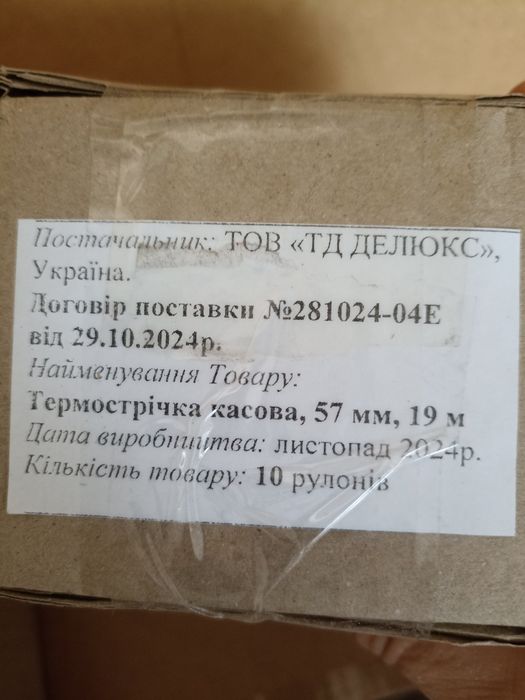 Постачальник: ТОВ «ТД ДЕЛЮКС»,
Україна.
Договір поставки №281024-04Е
від 29.10.2024р.
Найменування Товару:
Термострічка касова, 57 мм, 19 м
Дата виробництва: листопад 2024р.
Кількість товару: 10 рулонів